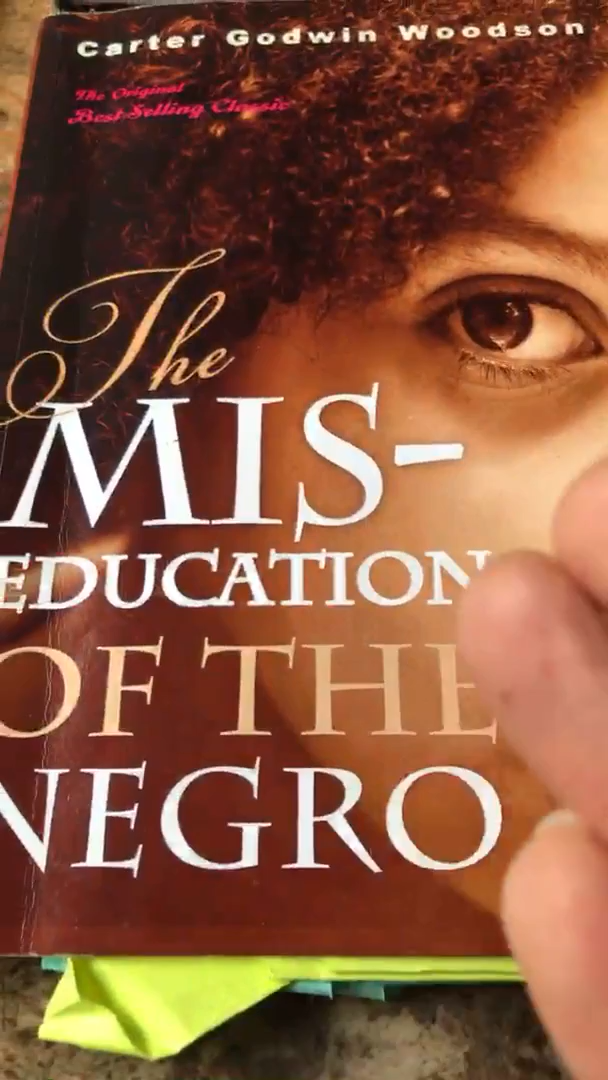 Carter Godwin Woodson
The Original
Best-Selling Classic
The
MIS-
EDUCATION
OF THE
NEGRO